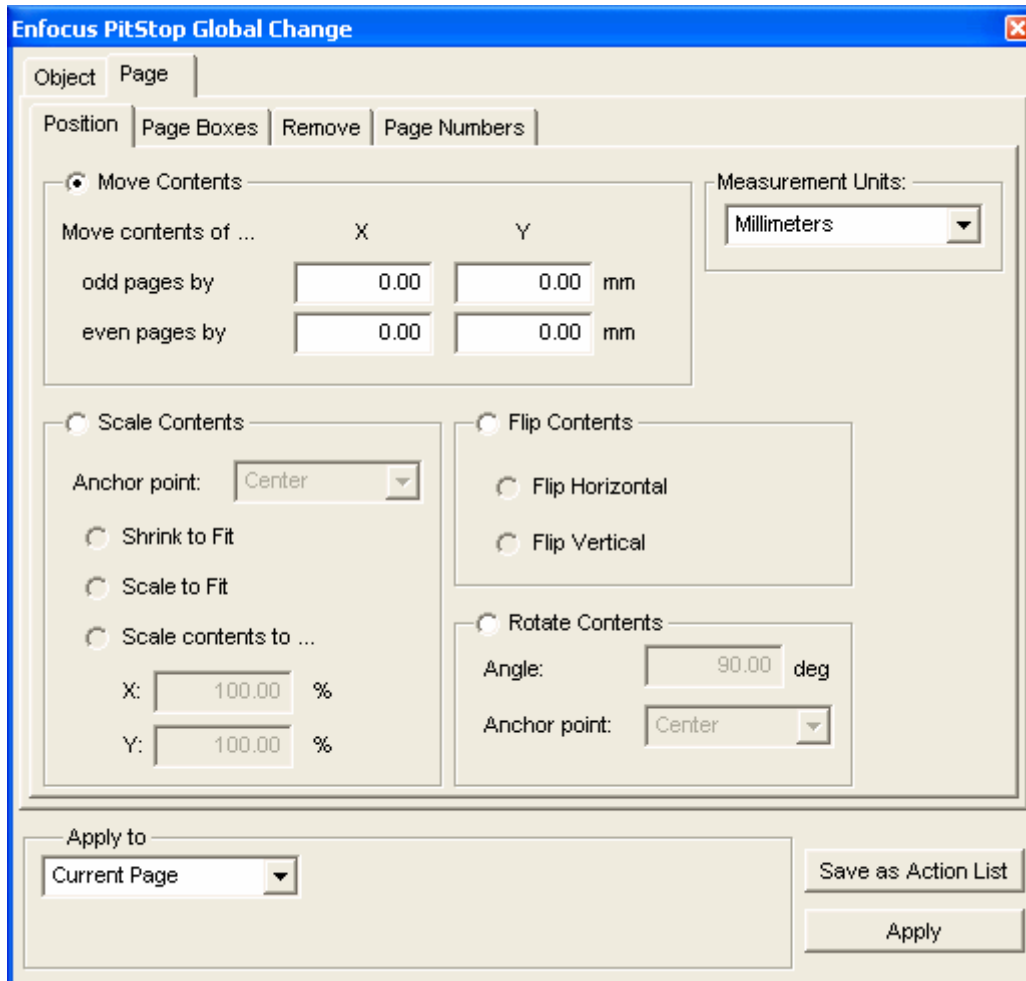 Enfocus PitStop Global Change
Object Page
Position Page Boxes Remove Page Numbers
Move Contents
Measurement Units:
Millimeters
Move contents of ... X Y
odd pages by 0.00 0.00 mm
even pages by 0.00 0.00 mm
Scale Contents
Anchor point: Center
Shrink to Fit
Scale to Fit
Scale contents to ...
X: 100.00 %
Y: 100.00 %
Flip Contents
Flip Horizontal
Flip Vertical
Rotate Contents
Angle: 90.00 deg
Anchor point: Center
Apply to
Current Page
Save as Action List
Apply